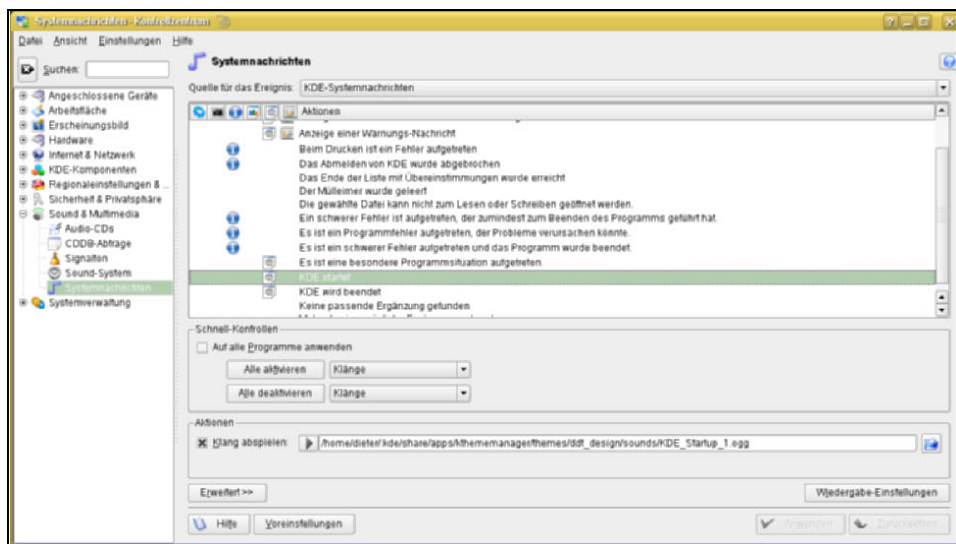 Systemnachrichten - Kontrollzentrum
Datei Ansicht Einstellungen Hilfe
Suchen:
Angeschlossene Geräte
Arbeitsfläche
Erscheinungsbild
Hardware
Internet & Netzwerk
KDE-Komponenten
Regionaleinstellungen & ...
Sicherheit & Privatsphäre
Sound & Multimedia
Audio-CDs
CDDB-Abfrage
Signalton
Sound-System
Systemnachrichten
Systemverwaltung
Systemnachrichten
Quelle für das Ereignis: KDE-Systemnachrichten
Aktionen
Anzeige einer Warnungs-Nachricht
Beim Drucken ist ein Fehler aufgetreten
Das Abmelden von KDE wurde abgebrochen
Das Ende der Liste mit Übereinstimmungen wurde erreicht
Der Mülleimer wurde geleert
Die gewählte Datei kann nicht zum Lesen oder Schreiben geöffnet werden.
Ein schwerer Fehler ist aufgetreten, der zumindest zum Beenden des Programms geführt hat.
Es ist ein Programmfehler aufgetreten, der Probleme verursachen könnte.
Es ist ein schwerer Fehler aufgetreten und das Programm wurde beendet.
Es ist eine besondere Programmsituation aufgetreten.
KDE startet
KDE wird beendet
Keine passende Ergänzung gefunden
Schnell-Kontrollen
Auf alle Programme anwenden
Alle aktivieren Klänge
Alle deaktivieren Klänge
Aktionen
Klang abspielen: /home/dieter/.kde/share/apps/kthememanager/themes/ddt_design/sounds/KDE_Startup_1.ogg
Erweitert >> Wiedergabe-Einstellungen
Hilfe Voreinstellungen Anwenden Zurücksetzen